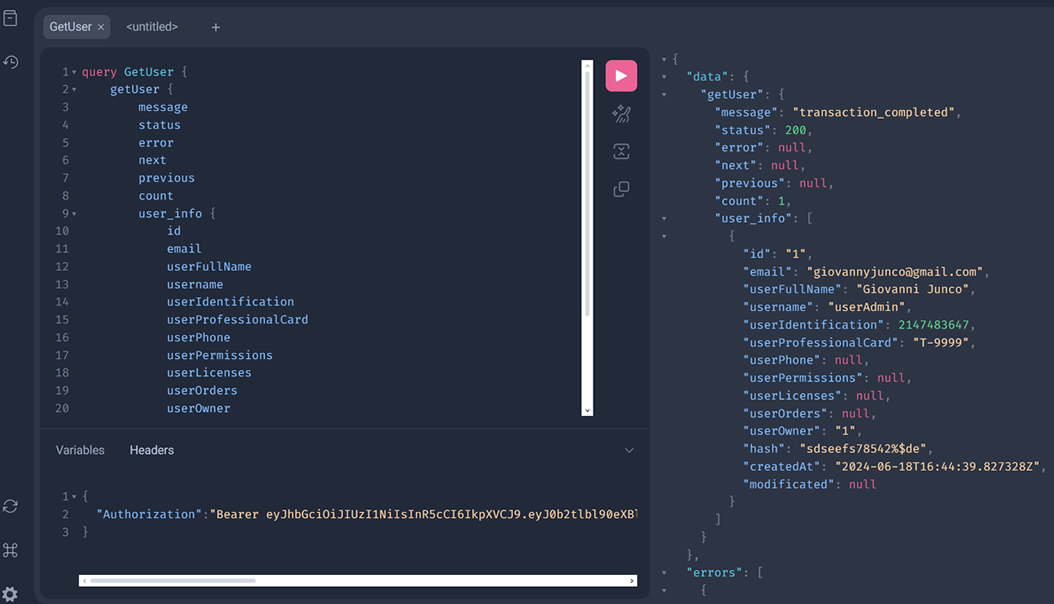 GetUser ×
<untitled>
+
1 query GetUser {
2 getUser {
3 message
4 status
5 error
6 next
7 previous
8 count
9 user_info {
10 id
11 email
12 userFullName
13 username
14 userIdentification
15 userProfessionalCard
16 userPhone
17 userPermissions
18 userLicenses
19 userOrders
20 userOwner
Variables Headers
1 {
2 "Authorization":"Bearer eyJhbGciOiJIUzI1NiIsInR5cCI6IkpXVCJ9.eyJ0b2tlbl90eXBl
3 }
{
"data": {
"getUser": {
"message": "transaction_completed",
"status": 200,
"error": null,
"next": null,
"previous": null,
"count": 1,
"user_info": [
{
"id": "1",
"email": "giovannyjunco@gmail.com",
"userFullName": "Giovanni Junco",
"username": "userAdmin",
"userIdentification": 2147483647,
"userProfessionalCard": "T-9999",
"userPhone": null,
"userPermissions": null,
"userLicenses": null,
"userOrders": null,
"userOwner": "1",
"hash": "sdseefs78542%$de",
"createdAt": "2024-06-18T16:44:39.827328Z",
"modificated": null
}
]
}
},
"errors": [
{